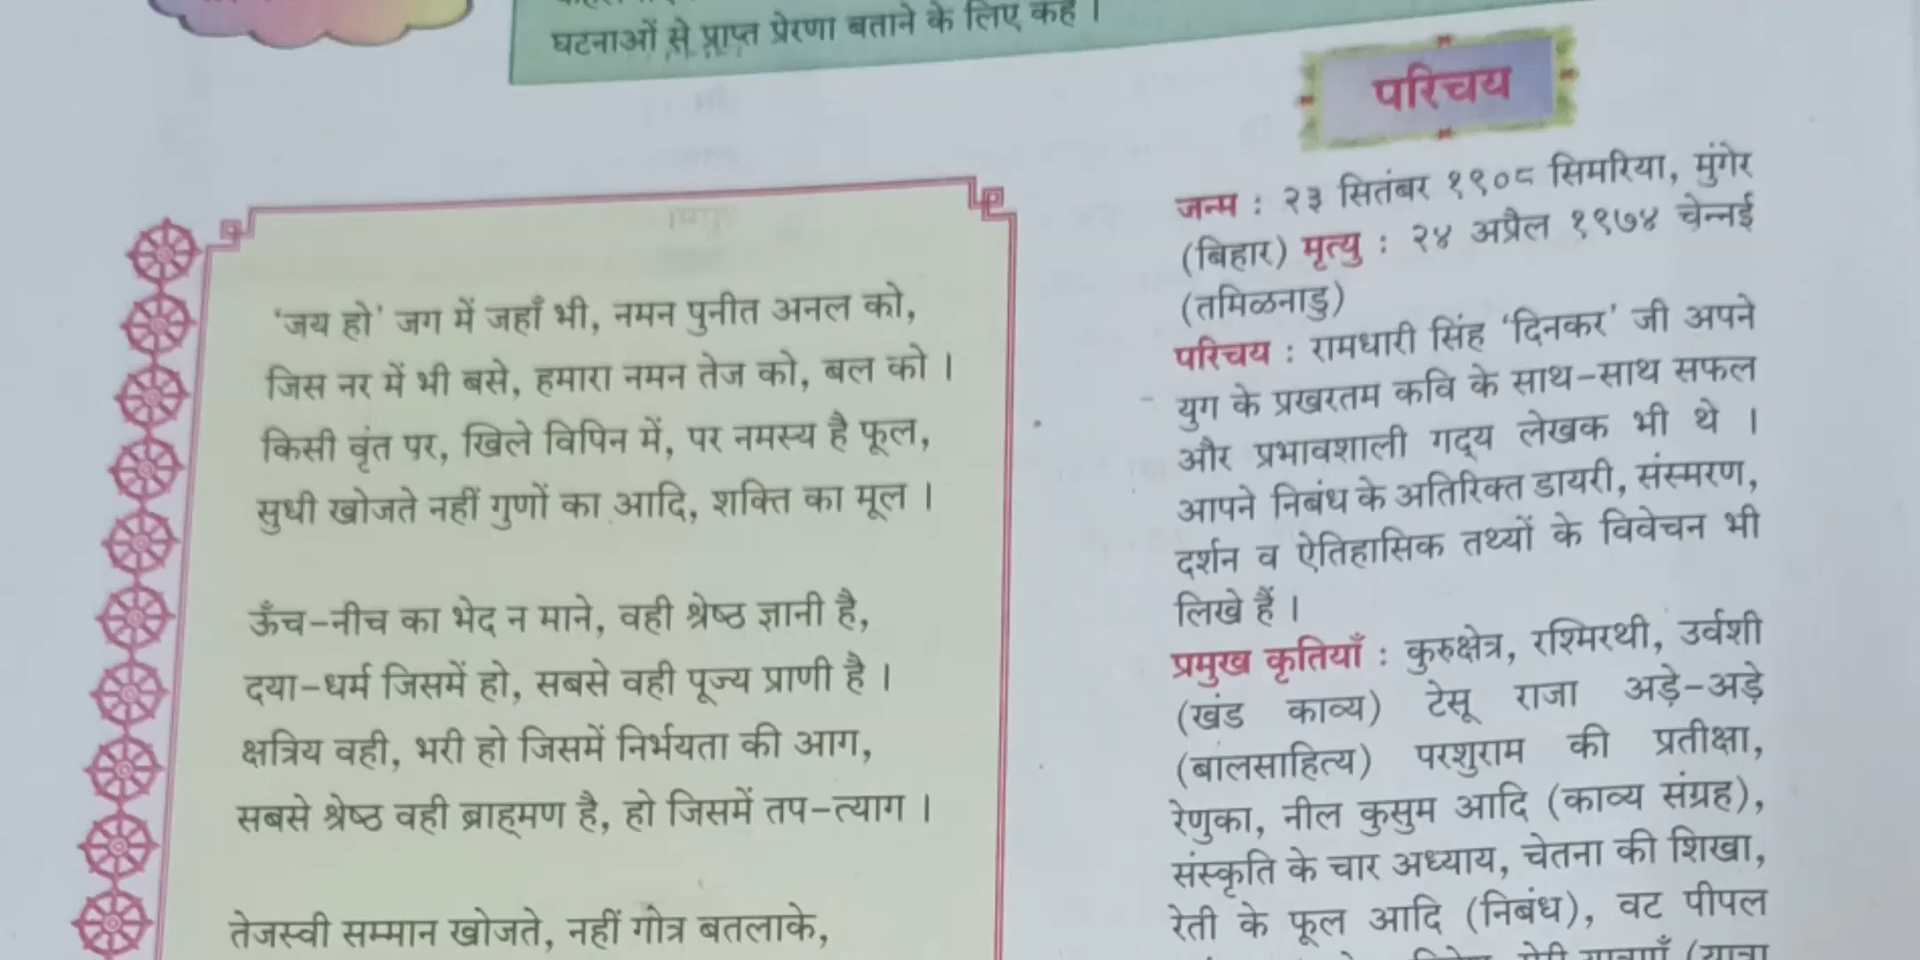 घटनाओं से प्राप्त प्रेरणा बताने के लिए कहें ।
परिचय
‘जय हो’ जग में जहाँ भी, नमन पुनीत अनल को,
जिस नर में भी बसे, हमारा नमन तेज को, बल को ।
किसी वृंत पर, खिले विपिन में, पर नमस्य है फूल,
सुधी खोजते नहीं गुणों का आदि, शक्ति का मूल ।
ऊँच-नीच का भेद न माने, वही श्रेष्ठ ज्ञानी है,
दया-धर्म जिसमें हो, सबसे वही पूज्य प्राणी है ।
क्षत्रिय वही, भरी हो जिसमें निर्भयता की आग,
सबसे श्रेष्ठ वही ब्राह्मण है, हो जिसमें तप-त्याग ।
तेजस्वी सम्मान खोजते, नहीं गोत्र बतलाके,
जन्म : २३ सितंबर १९०८ सिमरिया, मुंगेर
(बिहार) मृत्यु : २४ अप्रैल १९७४ चेन्नई
(तमिळनाडु)
परिचय : रामधारी सिंह ‘दिनकर’ जी अपने
युग के प्रखरतम कवि के साथ-साथ सफल
और प्रभावशाली गद्य लेखक भी थे ।
आपने निबंध के अतिरिक्त डायरी, संस्मरण,
दर्शन व ऐतिहासिक तथ्यों के विवेचन भी
लिखे हैं ।
प्रमुख कृतियाँ : कुरुक्षेत्र, रश्मिरथी, उर्वशी
(खंड काव्य) टेसू राजा अड़े-अड़े
(बालसाहित्य) परशुराम की प्रतीक्षा,
रेणुका, नील कुसुम आदि (काव्य संग्रह),
संस्कृति के चार अध्याय, चेतना की शिखा,
रेती के फूल आदि (निबंध), वट पीपल